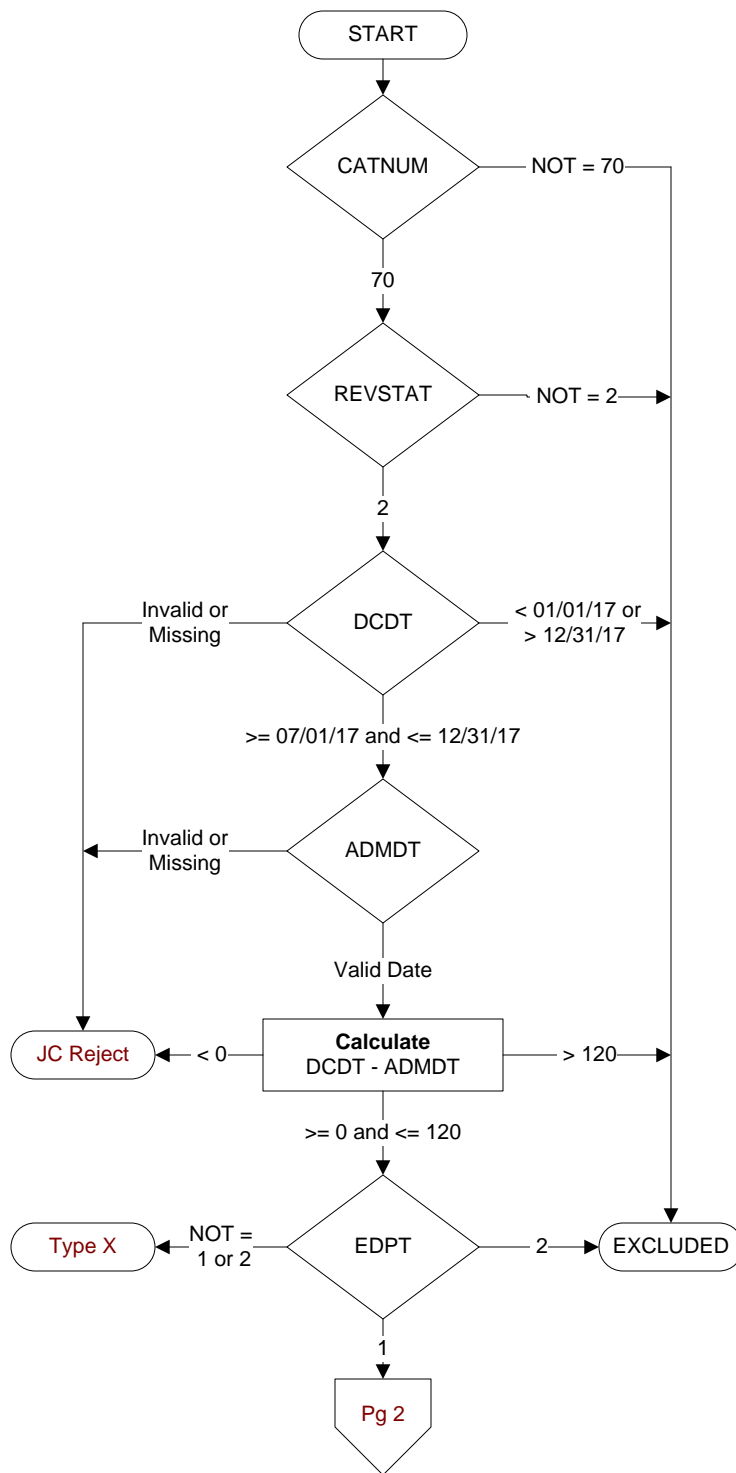 START
CATNUM
NOT = 70
70
REVSTAT
NOT = 2
2
Invalid or
Missing
DCDT
< 01/01/17 or
> 12/31/17
>= 07/01/17 and <= 12/31/17
Invalid or
Missing
ADMDT
Valid Date
JC Reject
< 0
Calculate
DCDT - ADMDT
> 120
>= 0 and <= 120
Type X
NOT =
1 or 2
EDPT
2
EXCLUDED
1
Pg 2